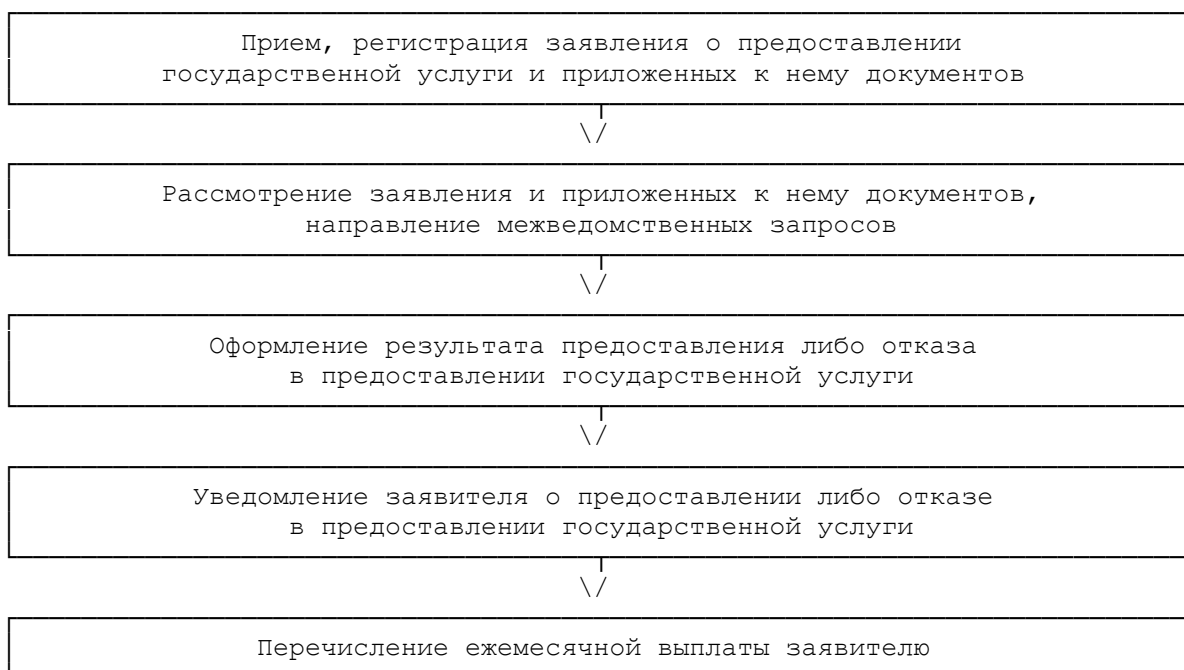 Прием, регистрация заявления о предоставлении
государственной услуги и приложенных к нему документов
\/
Рассмотрение заявления и приложенных к нему документов,
направление межведомственных запросов
\/
Оформление результата предоставления либо отказа
в предоставлении государственной услуги
\/
Уведомление заявителя о предоставлении либо отказе
в предоставлении государственной услуги
\/
Перечисление ежемесячной выплаты заявителю